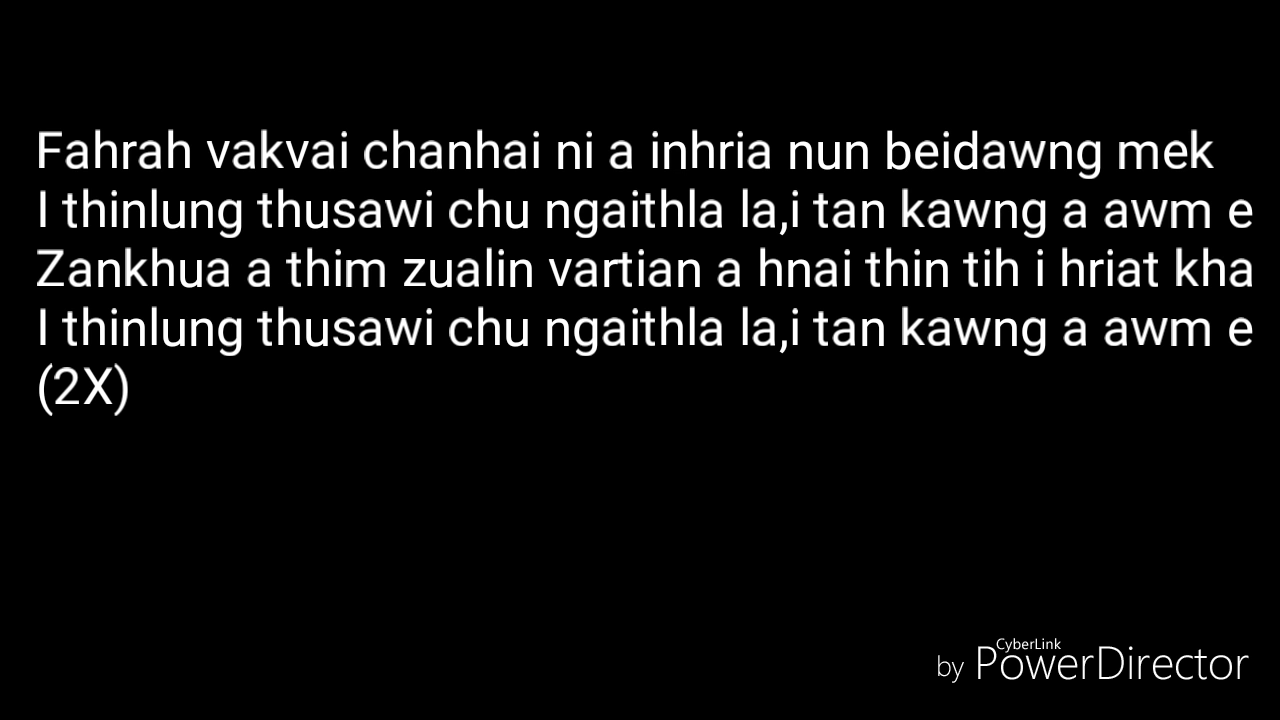 Fahrah vakvai chanhai ni a inhria nun beidawng mek
I thinlung thusawi chu ngaithla la,i tan kawng a awm e
Zankhua a thim zualin vartian a hnai thin tih i hriat kha
I thinlung thusawi chu ngaithla la,i tan kawng a awm e
(2X)
by CyberLink PowerDirector